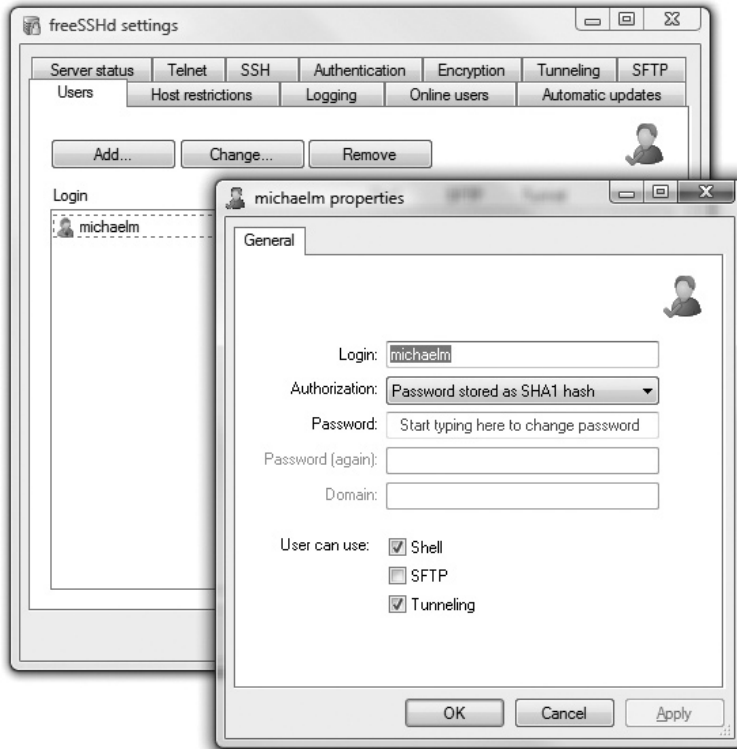 freeSSHd settings
Server status Telnet SSH Authentication Encryption Tunneling SFTP
Users Host restrictions Logging Online users Automatic updates
Add... Change... Remove
Login
michaelm
michaelm properties
General
Login: michaelm
Authorization: Password stored as SHA1 hash
Password: Start typing here to change password
Password (again):
Domain:
User can use: Shell
SFTP
Tunneling
OK Cancel Apply